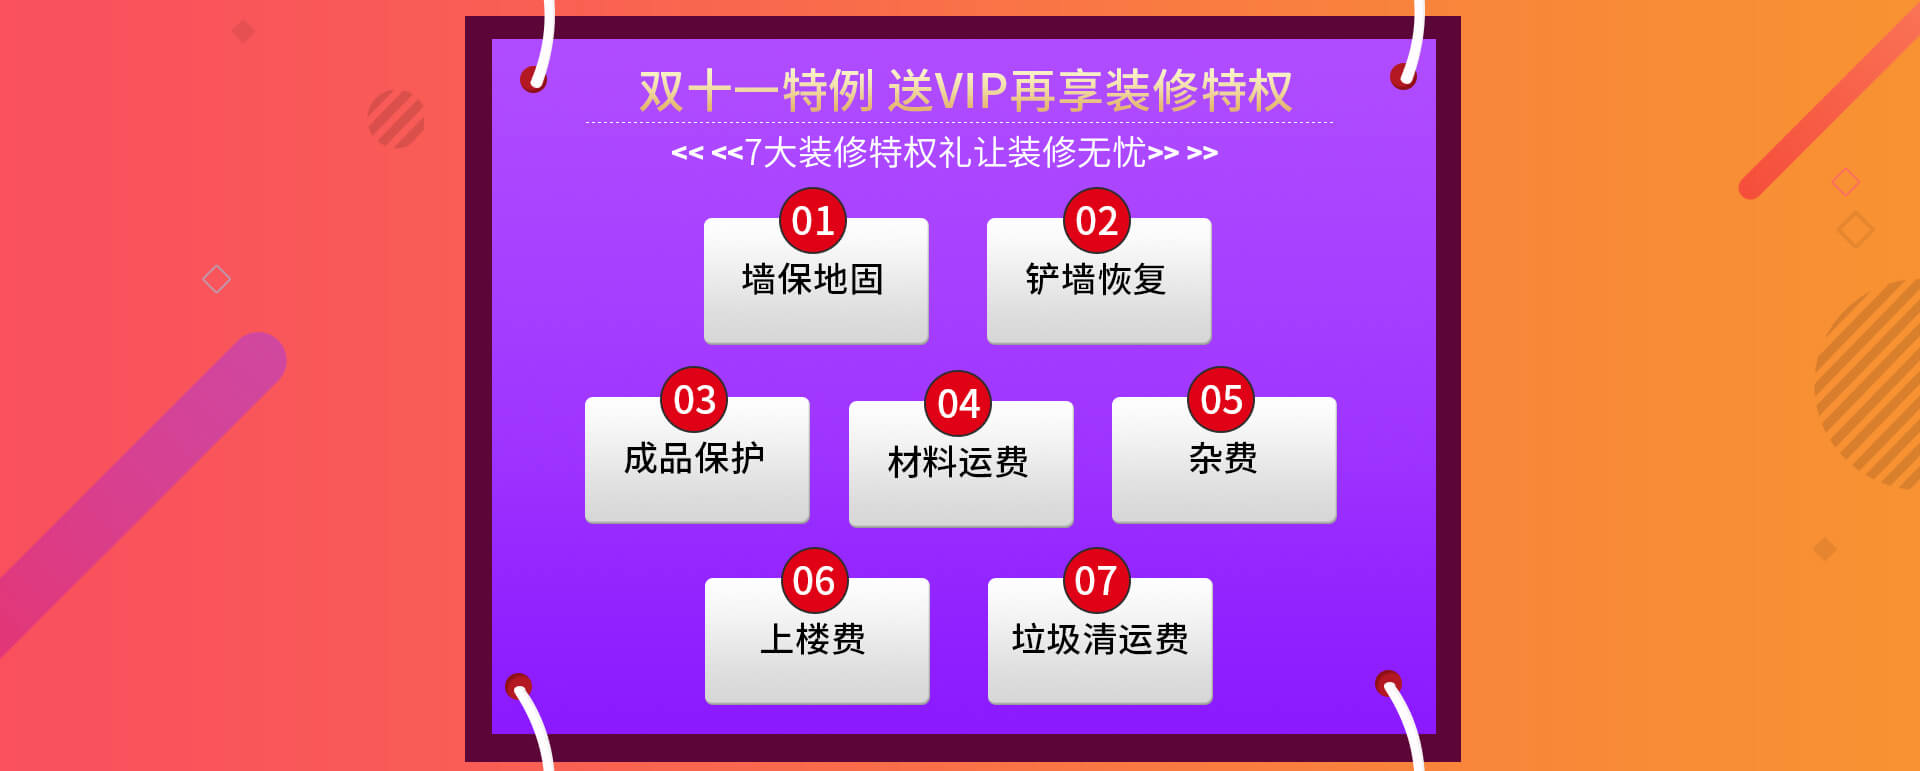 双十一特例 送VIP再享装修特权
<< <<7大装修特权礼让装修无忧>> >>
01
墙保地固
02
铲墙恢复
03
成品保护
04
材料运费
05
杂费
06
上楼费
07
垃圾清运费